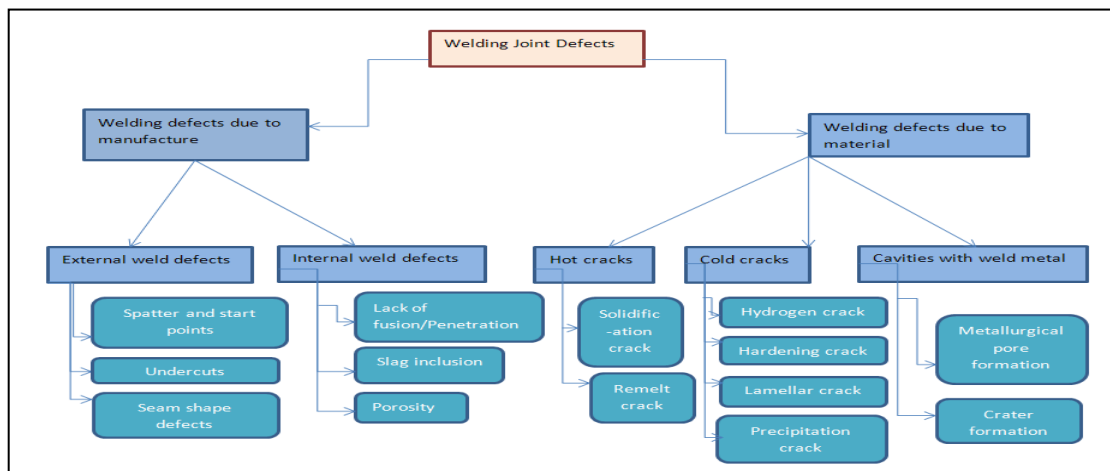 Welding Joint Defects
Welding defects due to
manufacture
Welding defects due to
material
External weld defects
Internal weld defects
Hot cracks
Cold cracks
Cavities with weld metal
Spatter and start
points
Undercuts
Seam shape
defects
Lack of
fusion/Penetration
Slag inclusion
Porosity
Solidific
-ation
crack
Remelt
crack
Hydrogen crack
Hardening crack
Lamellar crack
Precipitation
crack
Metallurgical
pore
formation
Crater
formation